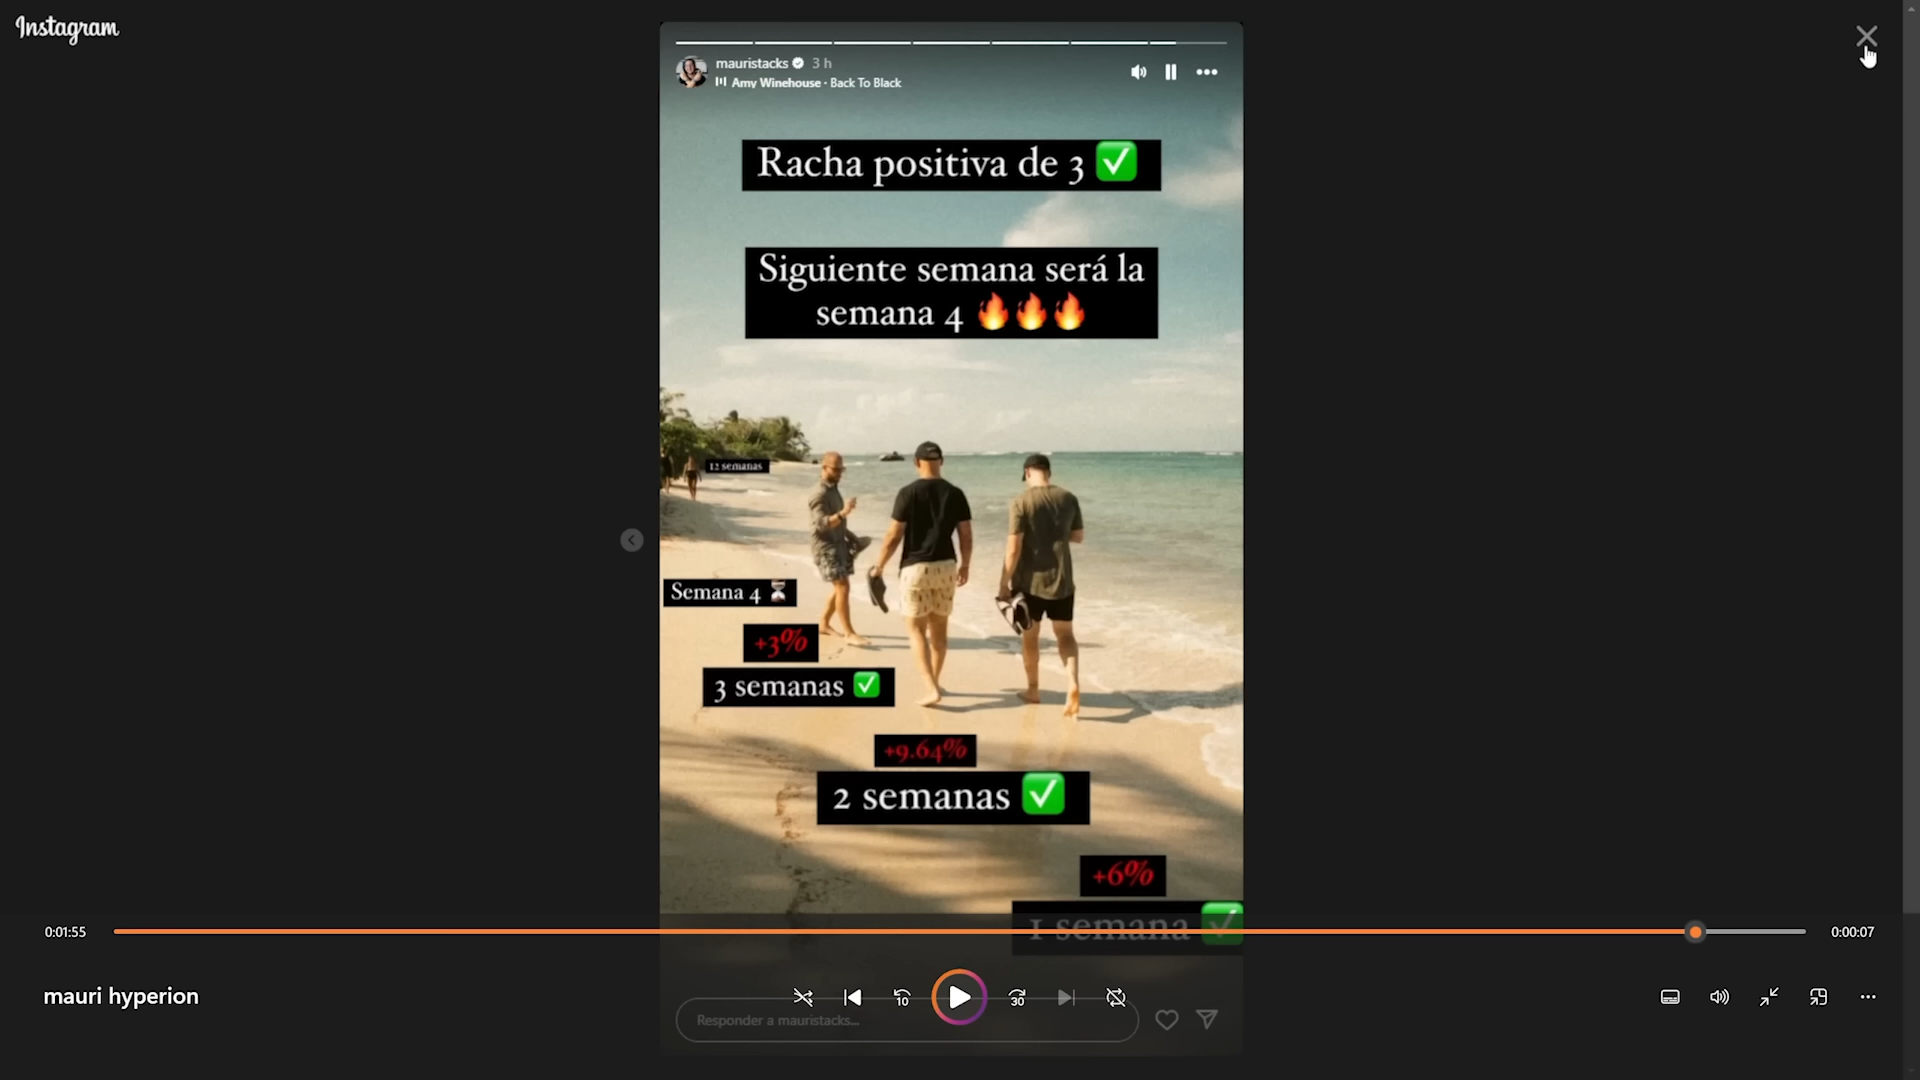 Instagram
mauristacks 3 h
Amy Winehouse · Back To Black
Racha positiva de 3 ✅
Siguiente semana será la
semana 4 🔥🔥🔥
12 semanas
Semana 4 ⏳
+3%
3 semanas ✅
+9.64%
2 semanas ✅
+6%
1 semana ✅
0:01:55
0:00:07
mauri hyperion
10
30
Responder a mauristacks...